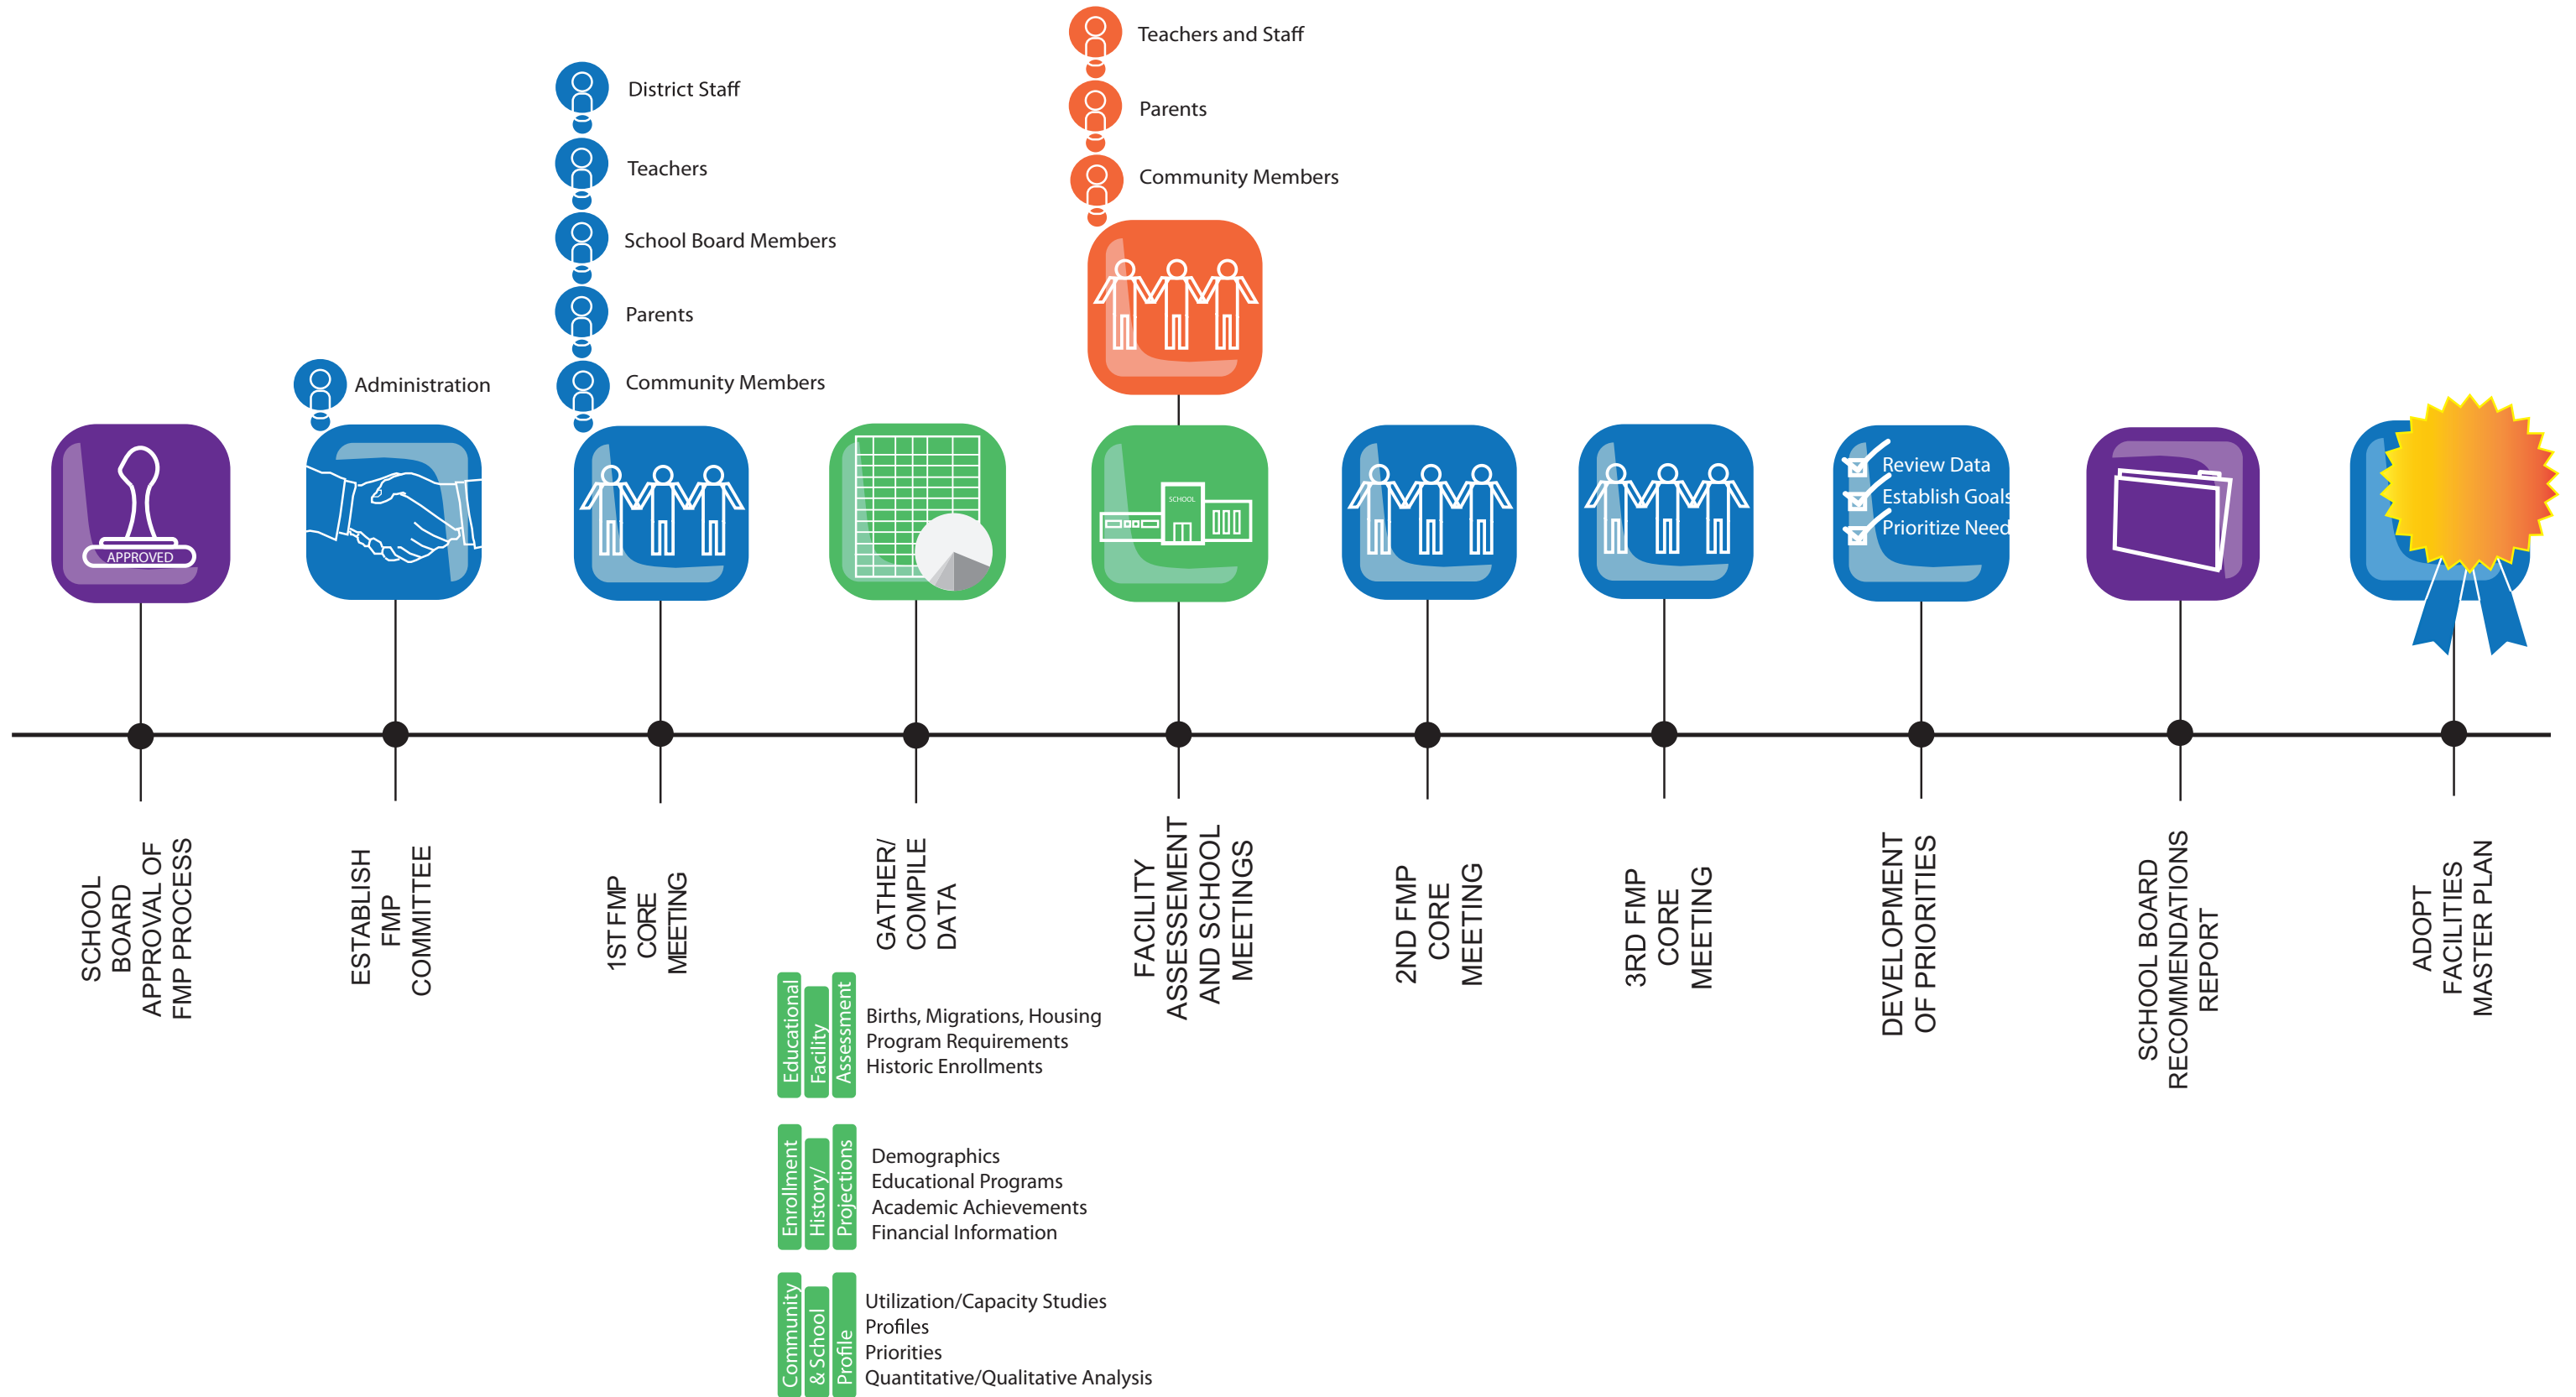 Teachers and Staff
Parents
Community Members
District Staff
Teachers
School Board Members
Parents
Community Members
Administration
APPROVED
SCHOOL
Review Data
Establish Goals
Prioritize Need
SCHOOL
BOARD
APPROVAL OF
FMP PROCESS
ESTABLISH
FMP
COMMITTEE
1ST FMP
CORE
MEETING
GATHER/
COMPILE
DATA
FACILITY
ASSESSEMENT
AND SCHOOL
MEETINGS
2ND FMP
CORE
MEETING
3RD FMP
CORE
MEETING
DEVELOPMENT
OF PRIORITIES
SCHOOL BOARD
RECOMMENDATIONS
REPORT
ADOPT
FACILITIES
MASTER PLAN
Educational
Facility
Assessment
Births, Migrations, Housing
Program Requirements
Historic Enrollments
Enrollment
History/
Projections
Demographics
Educational Programs
Academic Achievements
Financial Information
Community
& School
Profile
Utilization/Capacity Studies
Profiles
Priorities
Quantitative/Qualitative Analysis